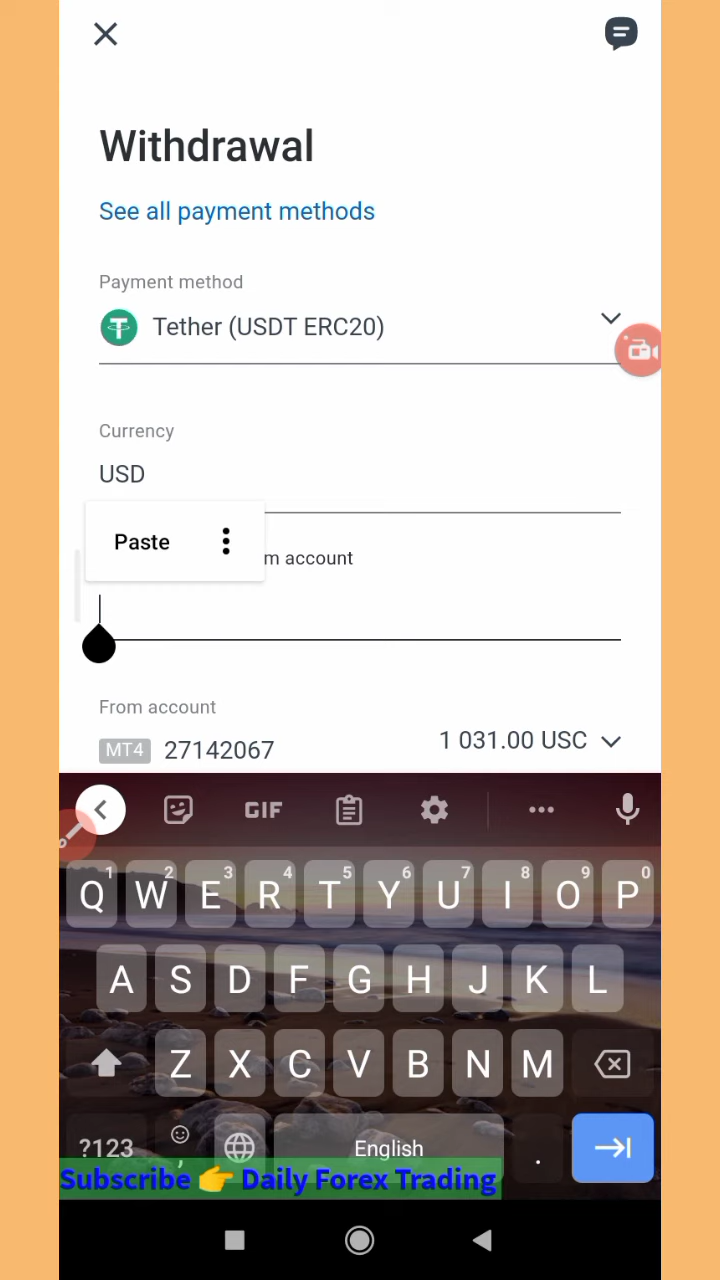 Withdrawal
See all payment methods
Payment method
Tether (USDT ERC20)
Currency
USD
Paste
m account
From account
MT4 27142067 1 031.00 USC
GIF
1 2 3 4 5 6 7 8 9 0
Q W E R T Y U I O P
A S D F G H J K L
Z X C V B N M
?123 , English .
Subscribe 👉 Daily Forex Trading